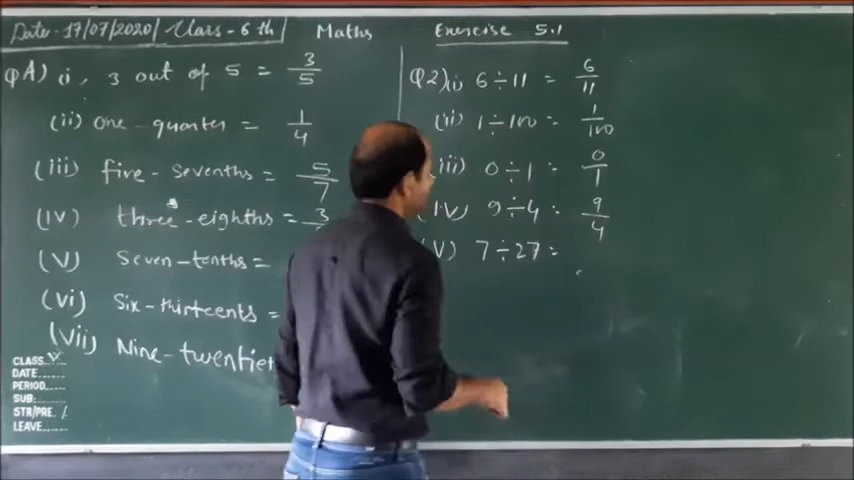 Date- 17/07/2020/ Class- 6 th/ Maths Exercise 5.1
QA) (i, 3 out of 5 = 3/5
(ii) One-quarter = 1/4
(iii) five-sevenths = 5/7
(IV) three-eighths = 3
(V) Seven-tenths =
(vi) Six-thirteents =
(Vii) Nine-twentiet
Q2)(i) 6÷11 = 6/11
(ii) 1÷100 = 1/100
iii) 0÷1 = 0/1
(IV) 9÷4 = 9/4
(V) 7÷27 =
CLASS V
DATE
PERIOD
SUB:
STR/PRE
LEAVE